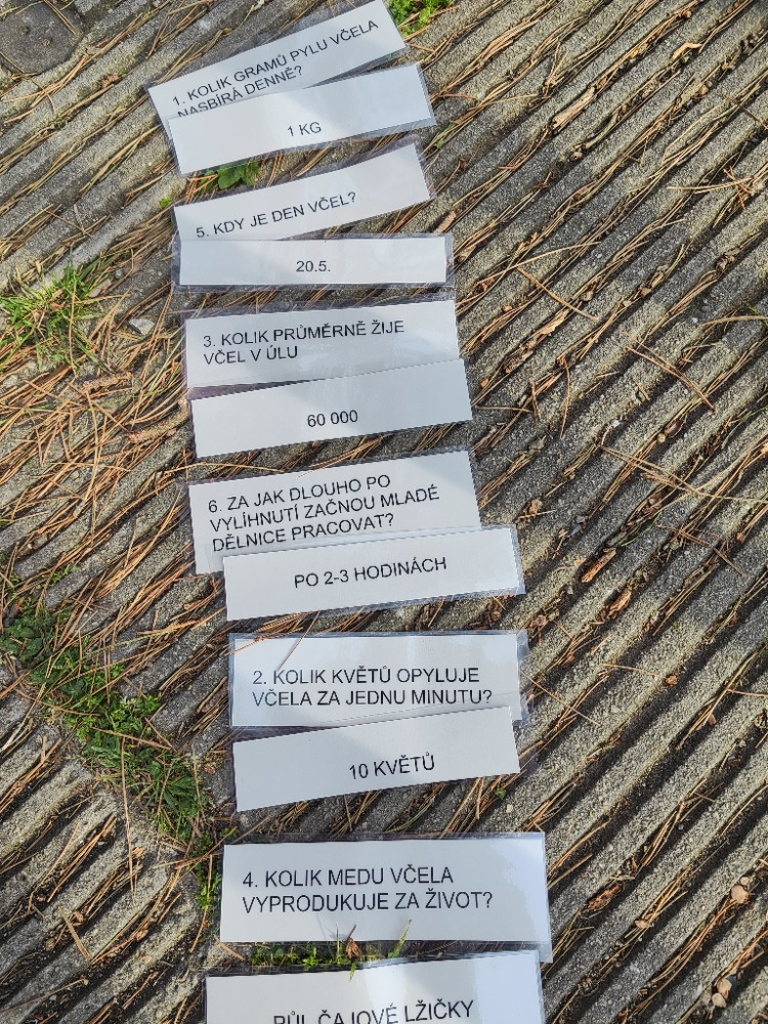 1. KOLIK GRAMŮ PYLU VČELA
NASBÍRÁ DENNĚ?
1 KG
5. KDY JE DEN VČEL?
20.5.
3. KOLIK PRŮMĚRNĚ ŽIJE
VČEL V ÚLU
60 000
6. ZA JAK DLOUHO PO
VYLÍHNUTÍ ZAČNOU MLADÉ
DĚLNICE PRACOVAT?
PO 2-3 HODINÁCH
2. KOLIK KVĚTŮ OPYLUJE
VČELA ZA JEDNU MINUTU?
10 KVĚTŮ
4. KOLIK MEDU VČELA
VYPRODUKUJE ZA ŽIVOT?
PŮL ČAJOVÉ LŽIČKY